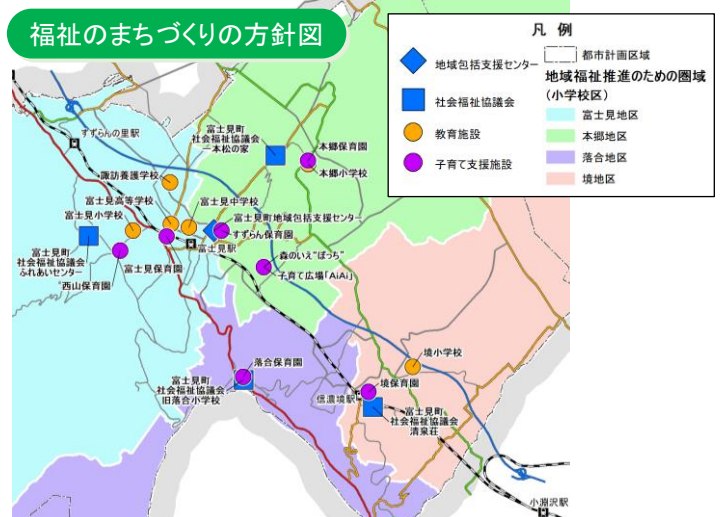 福祉のまちづくりの方針図
凡 例
地域包括支援センター
社会福祉協議会
教育施設
子育て支援施設
都市計画区域
地域福祉推進のための圏域
(小学校区)
富士見地区
本郷地区
落合地区
境地区
すずらんの里駅
富士見町
社会福祉協議会
一本松の家
本郷保育園
本郷小学校
諏訪養護学校
富士見高等学校
富士見中学校
富士見小学校
富士見町地域包括支援センター
すずらん保育園
富士見駅
富士見町
社会福祉協議会
ふれあいセンター
西山保育園
富士見保育園
森のいえ"ぽっち"
子育て広場「AiAi」
落合保育園
富士見町
社会福祉協議会
旧落合小学校
境小学校
境保育園
信濃境駅
富士見町
社会福祉協議会
清泉荘
小淵沢駅